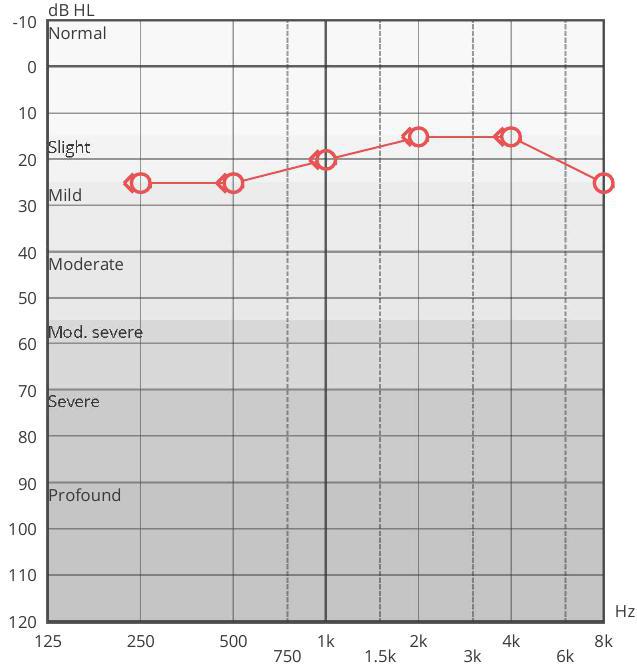 dB HL
-10
Normal
0
10
Slight
20
Mild
30
40
Moderate
50
Mod. severe
60
70
Severe
80
90
Profound
100
110
120
Hz
125 250 500 1k 2k 4k 8k
750 1.5k 3k 6k